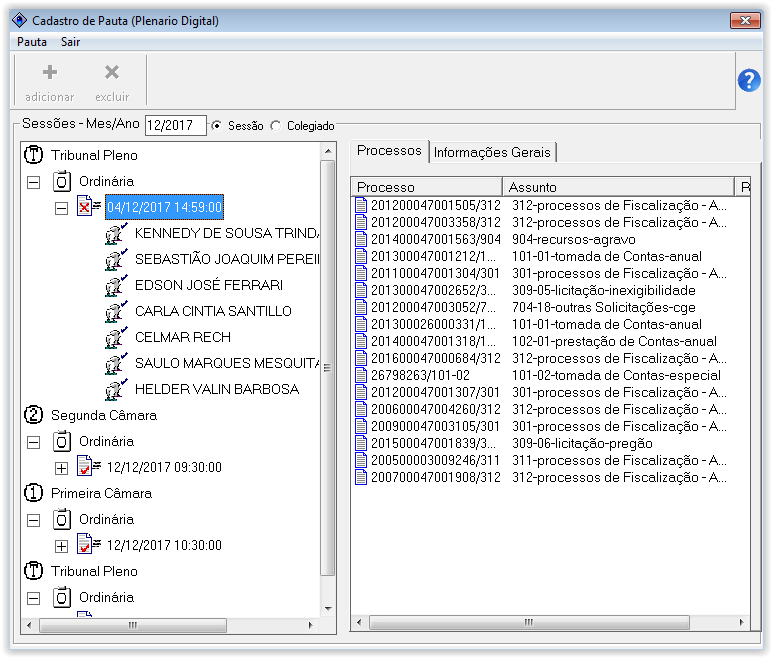 Cadastro de Pauta (Plenario Digital)
Pauta Sair
adicionar excluir
Sessões - Mes/Ano 12/2017 Sessão Colegiado
T Tribunal Pleno
O Ordinária
04/12/2017 14:59:00
KENNEDY DE SOUSA TRINDA
SEBASTIÃO JOAQUIM PEREI
EDSON JOSÉ FERRARI
CARLA CINTIA SANTILLO
CELMAR RECH
SAULO MARQUES MESQUITA
HELDER VALIN BARBOSA
2 Segunda Câmara
O Ordinária
12/12/2017 09:30:00
1 Primeira Câmara
O Ordinária
12/12/2017 10:30:00
T Tribunal Pleno
O Ordinária
Processos Informações Gerais
Processo Assunto R
201200047001505/312 312-processos de Fiscalização - A...
201200047003358/312 312-processos de Fiscalização - A...
201400047001563/904 904-recursos-agravo
201300047001212/1... 101-01-tomada de Contas-anual
201100047001304/301 301-processos de Fiscalização - A...
201300047002652/3... 309-05-licitação-inexigibilidade
201200047003052/7... 704-18-outras Solicitações-cge
201300026000331/1... 101-01-tomada de Contas-anual
201400047001318/1... 102-01-prestação de Contas-anual
201600047000684/312 312-processos de Fiscalização - A...
26798263/101-02 101-02-tomada de Contas-especial
201200047001307/301 301-processos de Fiscalização - A...
200600047004260/312 312-processos de Fiscalização - A...
200900047003105/301 301-processos de Fiscalização - A...
201500047001839/3... 309-06-licitação-pregão
200500003009246/311 311-processos de Fiscalização - A...
200700047001908/312 312-processos de Fiscalização - A...